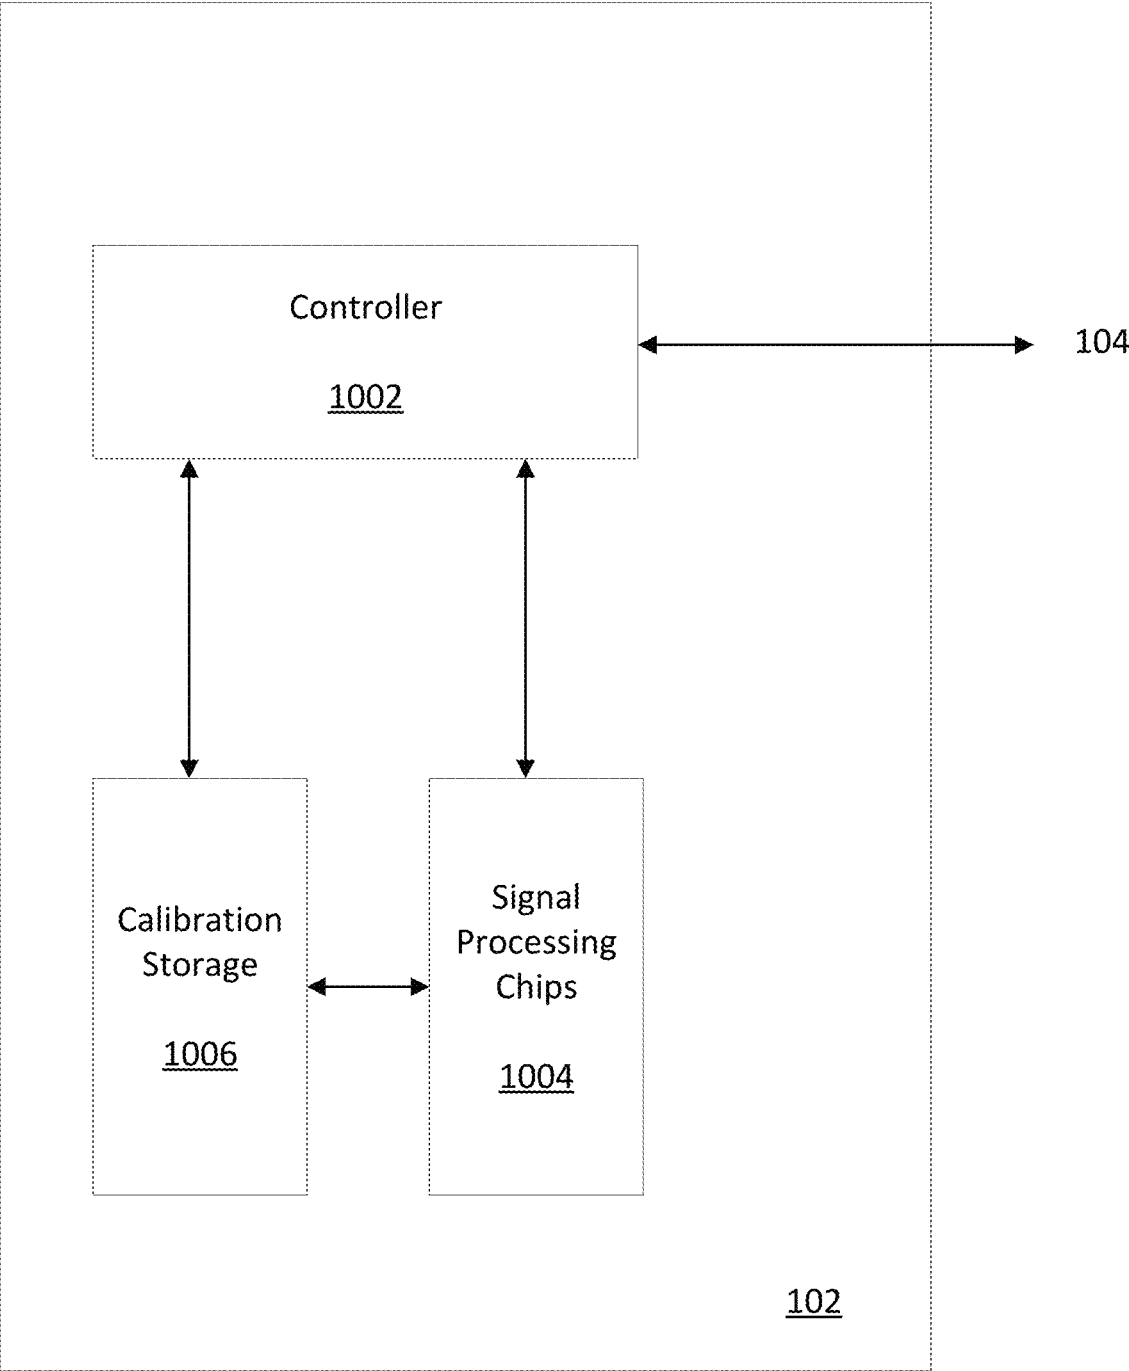 Controller
1002
104
Calibration
Storage
1006
Signal
Processing
Chips
1004
102